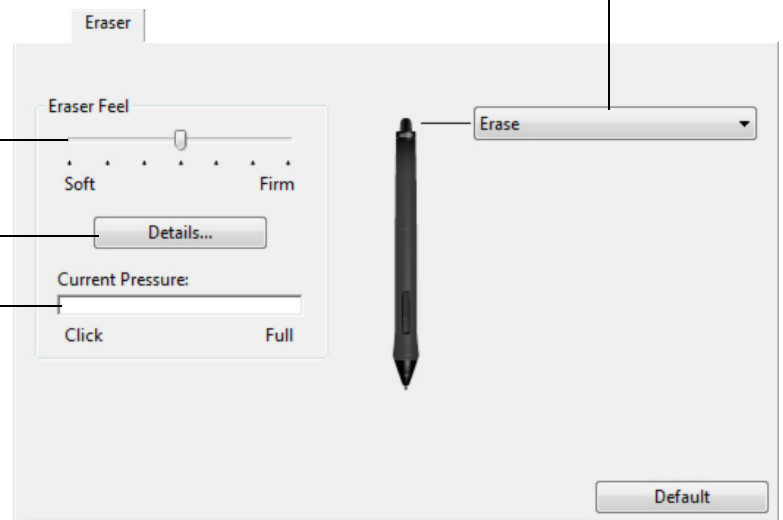 Eraser
Eraser Feel
Erase
Soft Firm
Details...
Current Pressure:
Click Full
Default